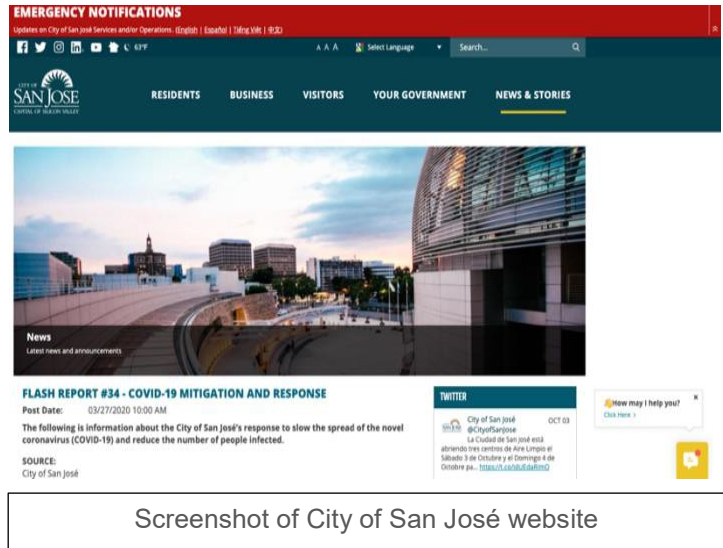 EMERGENCY NOTIFICATIONS
Updates on City of San José Services and/or Operations. (English | Español | Tiếng Việt | 中文)
63°F
A A A
Select Language
Search...
CITY OF
SAN JOSE
CAPITAL OF SILICON VALLEY
RESIDENTS
BUSINESS
VISITORS
YOUR GOVERNMENT
NEWS & STORIES
News
Latest news and announcements
FLASH REPORT #34 - COVID-19 MITIGATION AND RESPONSE
Post Date: 03/27/2020 10:00 AM
The following is information about the City of San José's response to slow the spread of the novel
coronavirus (COVID-19) and reduce the number of people infected.
SOURCE:
City of San José
TWITTER
City of San José OCT 03
@CityofSanJose
La Ciudad de San José está
abriendo tres centros de Aire Limpio el
Sábado 3 de Octubre y el Domingo 4 de
Octobre pa...
How may I help you?
Click Here >
Screenshot of City of San José website